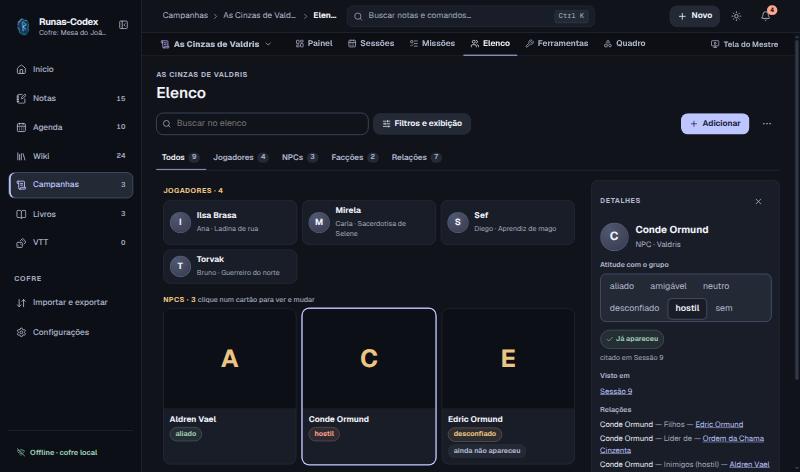 Runas-Codex
Cofre: Mesa do Joã...
Início
Notas 15
Agenda 10
Wiki 24
Campanhas 3
Livros 3
VTT 0
COFRE
Importar e exportar
Configurações
Offline · cofre local
Campanhas > As Cinzas de Vald... > Elen...
Buscar notas e comandos...
Ctrl K
+ Novo
4
As Cinzas de Valdris
Painel
Sessões
Missões
Elenco
Ferramentas
Quadro
Tela do Mestre
AS CINZAS DE VALDRIS
Elenco
Buscar no elenco
Filtros e exibição
+ Adicionar
...
Todos 9
Jogadores 4
NPCs 3
Facções 2
Relações 7
JOGADORES · 4
I
Ilsa Brasa
Ana · Ladina de rua
M
Mirela
Carla · Sacerdotisa de
Selene
S
Sef
Diego · Aprendiz de mago
T
Torvak
Bruno · Guerreiro do norte
NPCS · 3 clique num cartão para ver e mudar
A
Aldren Vael
aliado
C
Conde Ormund
hostil
E
Edric Ormund
desconfiado
ainda não apareceu
DETALHES
C
Conde Ormund
NPC · Valdris
Atitude com o grupo
aliado amigável neutro
desconfiado hostil sem
Já apareceu
citado em Sessão 9
Visto em
Sessão 9
Relações
Conde Ormund — Filhos — Edric Ormund
Conde Ormund — Líder de — Ordem da Chama
Cinzenta
Conde Ormund — Inimigos (hostil) — Aldren Vael